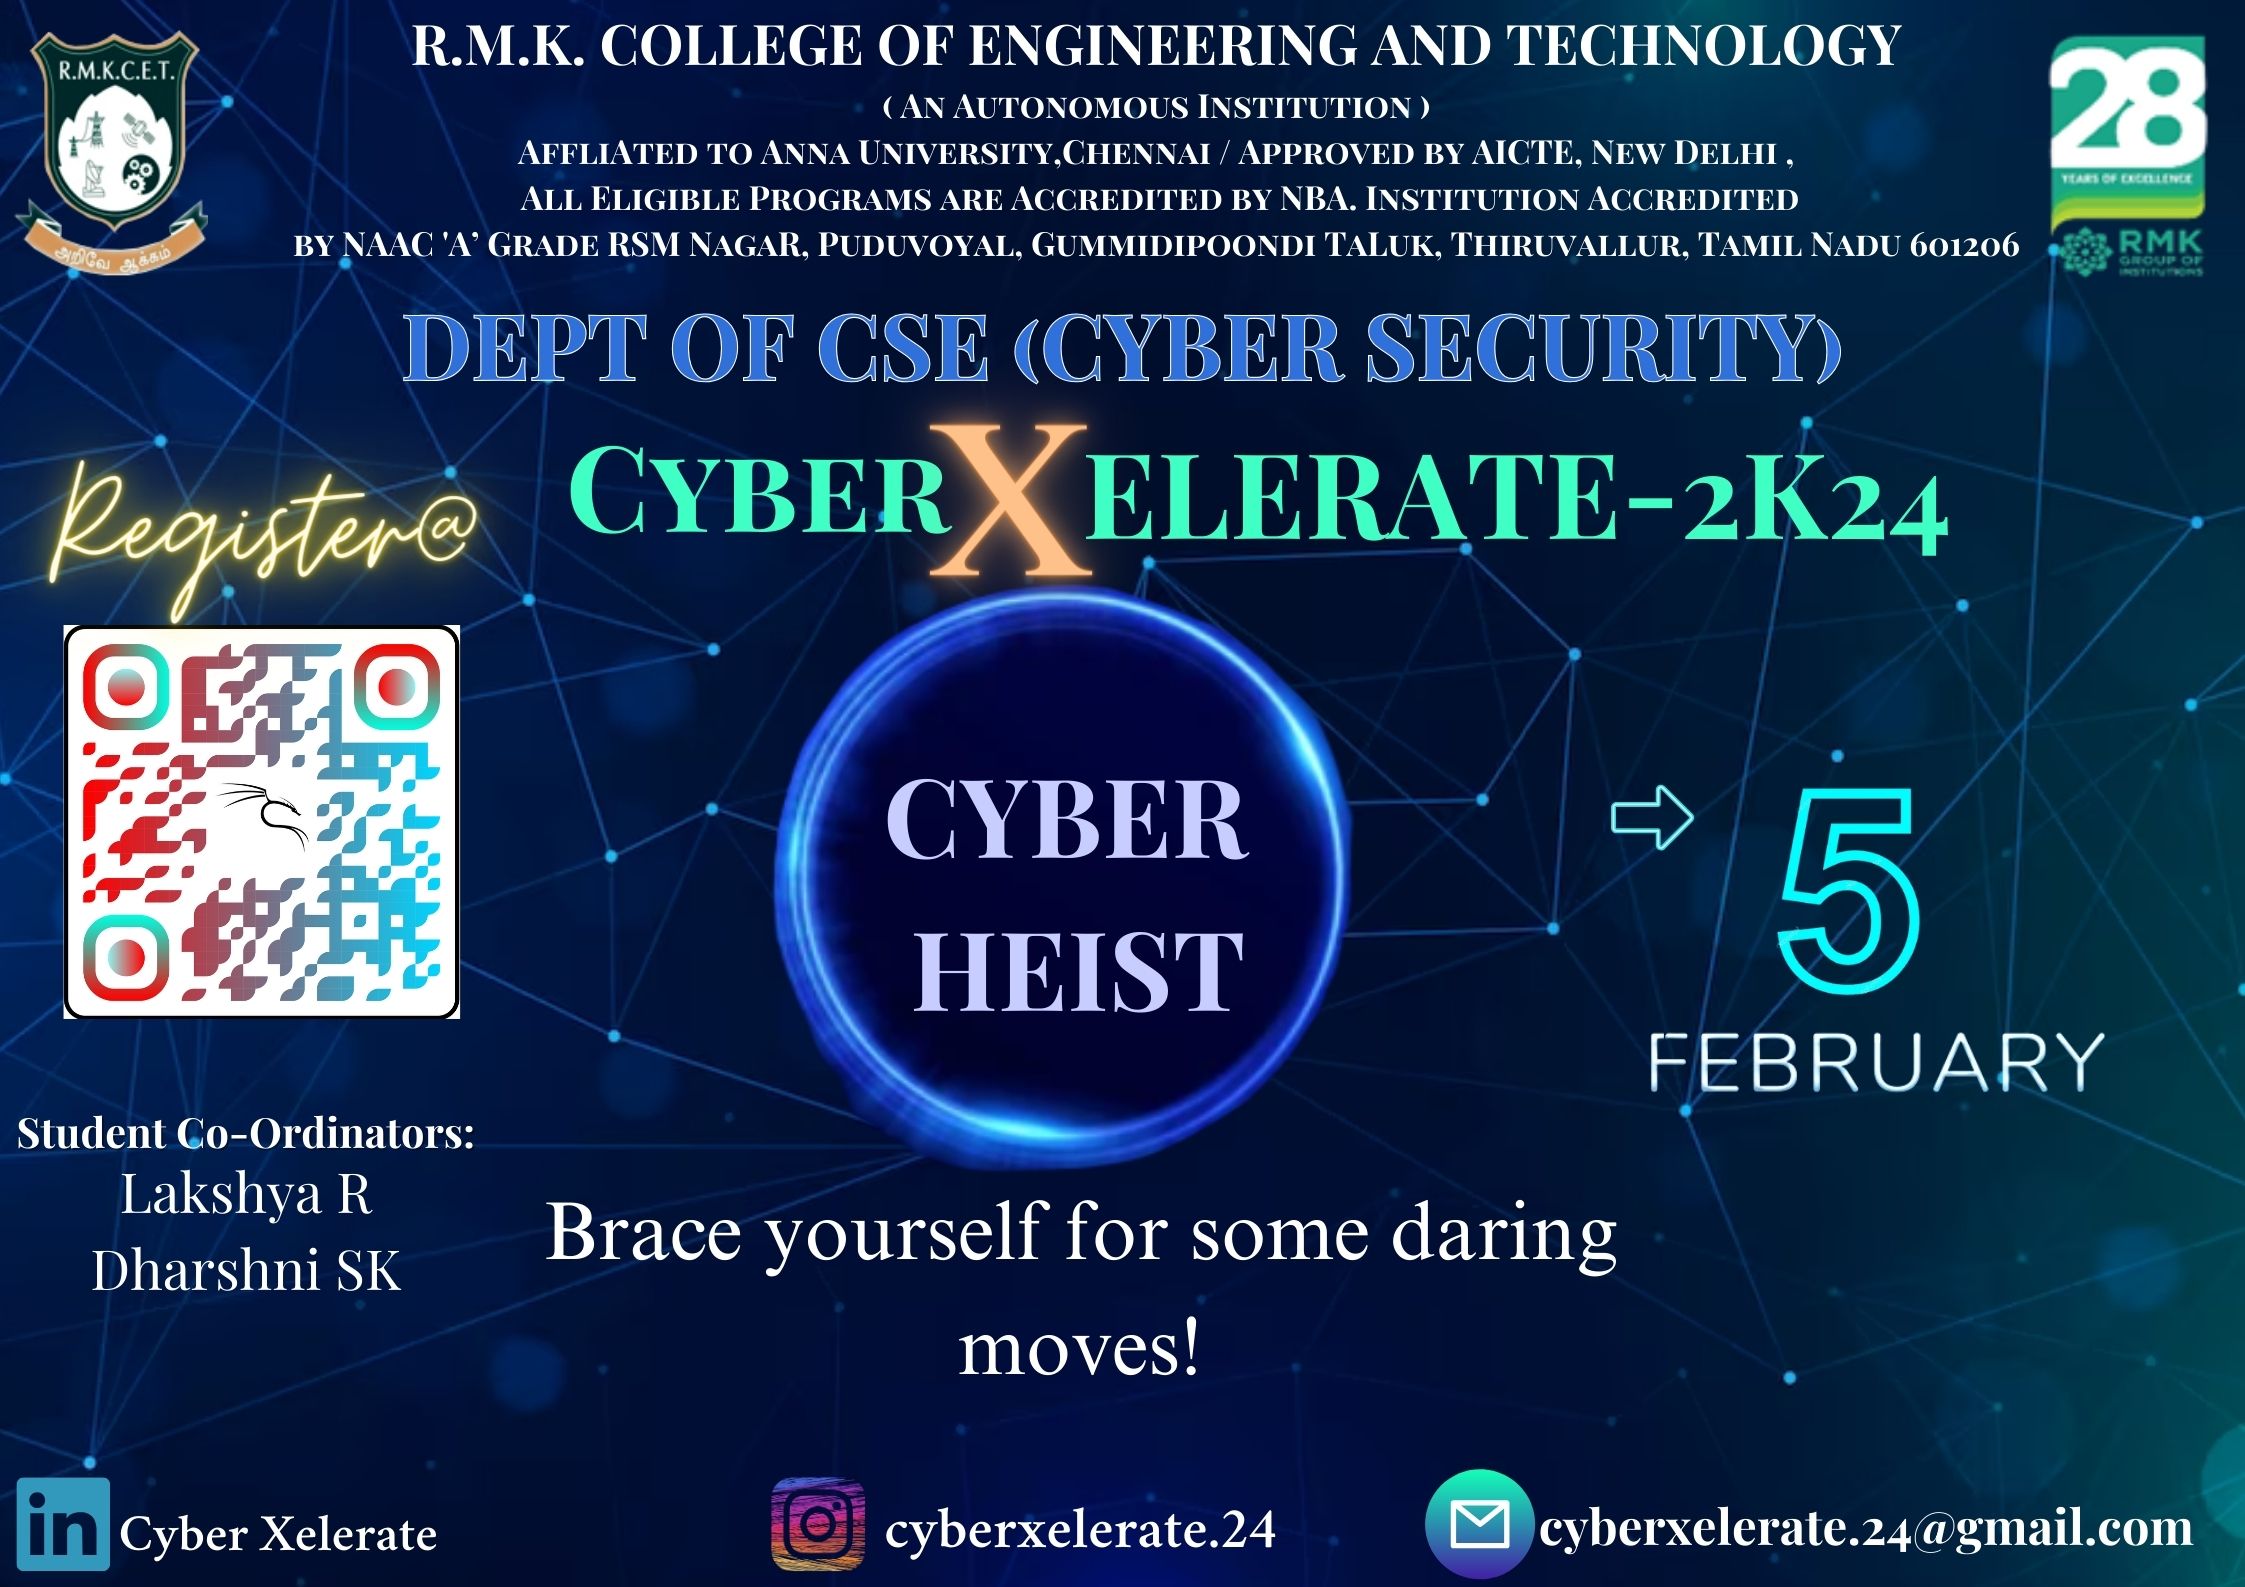 R.M.K. COLLEGE OF ENGINEERING AND TECHNOLOGY
( An Autonomous Institution )
AffliAted to Anna University,Chennai / Approved by AICTE, New Delhi ,
All Eligible Programs are Accredited by NBA. Institution Accredited
by NAAC 'A’ Grade RSM NagaR, Puduvoyal, Gummidipoondi TaLuk, Thiruvallur, Tamil Nadu 601206
R.M.K.C.E.T.
அறிவே ஆக்கம்
28
YEARS OF EXCELLENCE
RMK
GROUP OF
INSTITUTIONS
DEPT OF CSE (CYBER SECURITY)
CyberXELERATE-2K24
Register@
CYBER
HEIST
5
FEBRUARY
Student Co-Ordinators:
Lakshya R
Dharshni SK
Brace yourself for some daring
moves!
in Cyber Xelerate
cyberxelerate.24
cyberxelerate.24@gmail.com